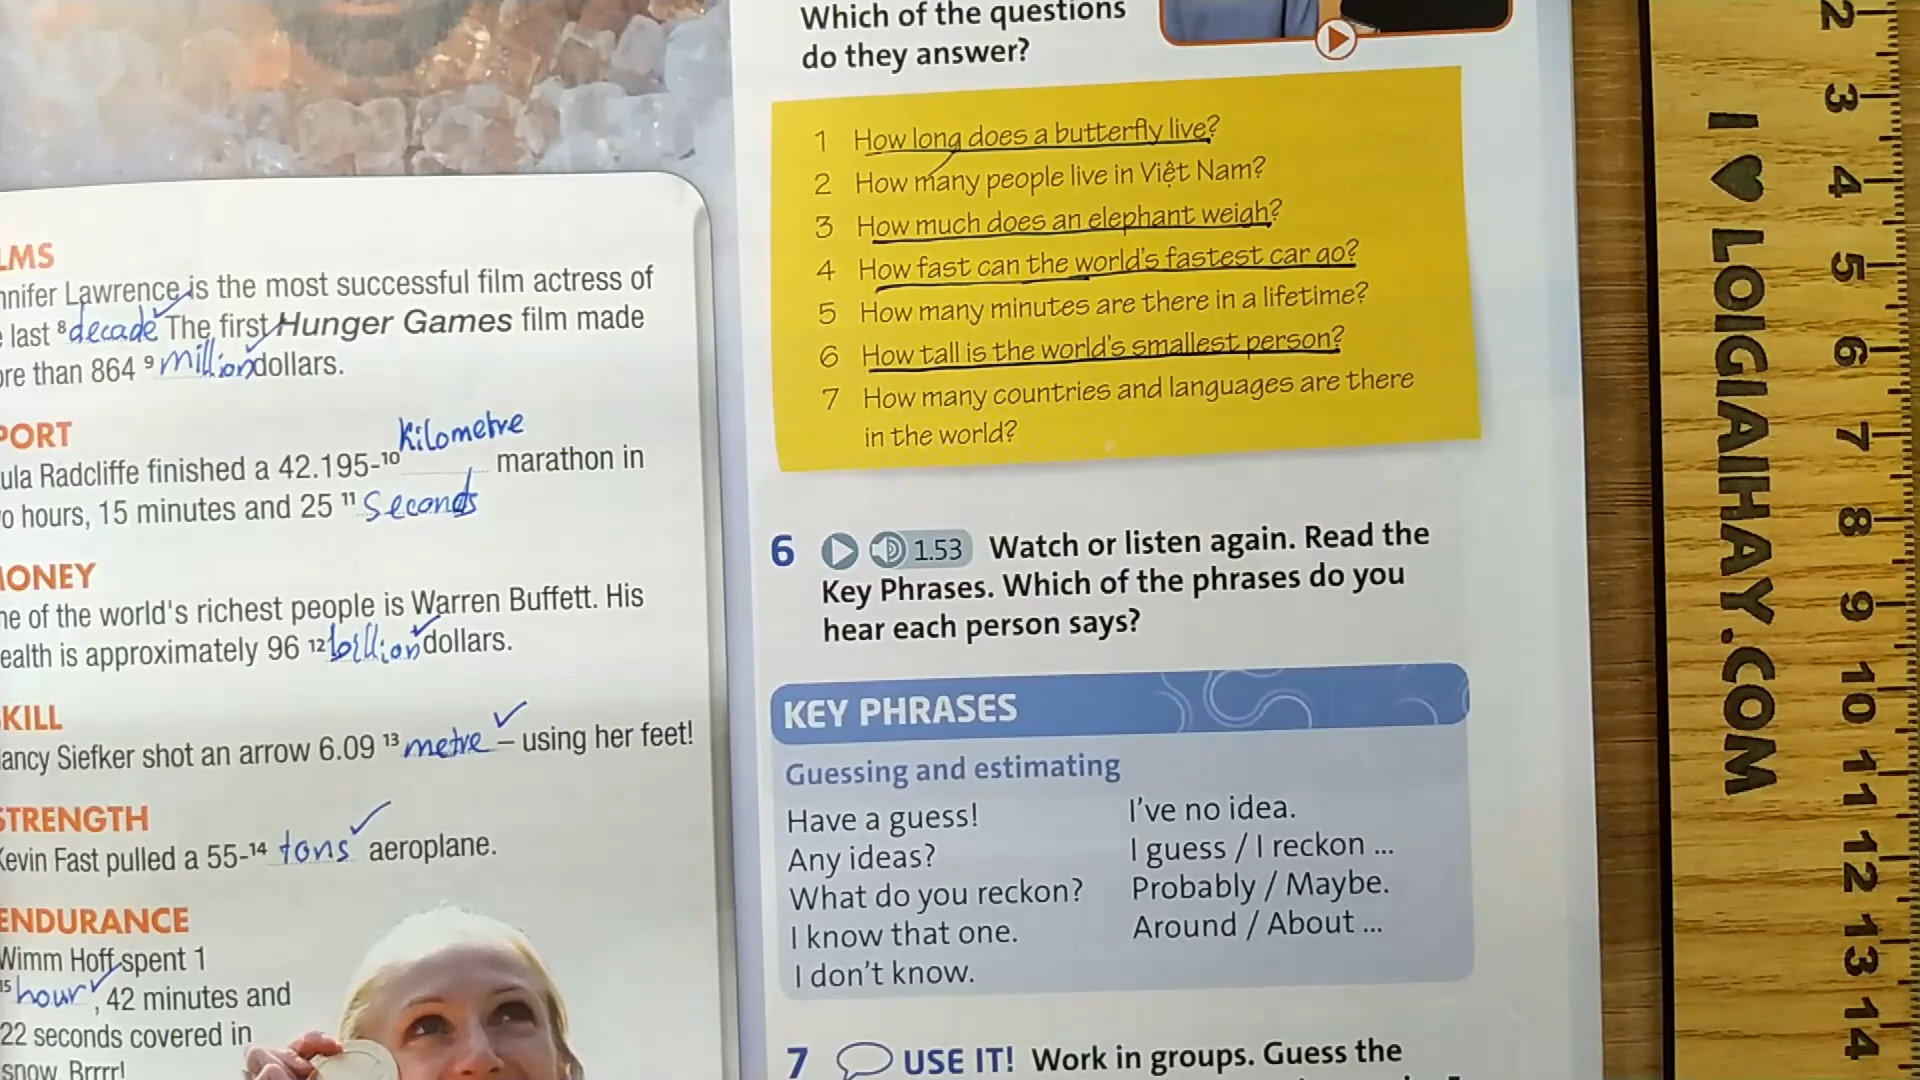 LMS
nnifer Lawrence is the most successful film actress of
last ⁸decade The first Hunger Games film made
ore than 864 ⁹million dollars.
PORT
Kilometre
ula Radcliffe finished a 42.195-¹⁰ marathon in
o hours, 15 minutes and 25 ¹¹ Seconds
ONEY
ne of the world's richest people is Warren Buffett. His
ealth is approximately 96 ¹²billion dollars.
KILL
ancy Siefker shot an arrow 6.09 ¹³ metre – using her feet!
STRENGTH
Kevin Fast pulled a 55-¹⁴ tons aeroplane.
ENDURANCE
Wimm Hoff spent 1
¹⁵hour, 42 minutes and
22 seconds covered in
snow. Brrrr!
Which of the questions
do they answer?
1 How long does a butterfly live?
2 How many people live in Việt Nam?
3 How much does an elephant weigh?
4 How fast can the world's fastest car go?
5 How many minutes are there in a lifetime?
6 How tall is the world's smallest person?
7 How many countries and languages are there
in the world?
6 1.53 Watch or listen again. Read the
Key Phrases. Which of the phrases do you
hear each person says?
KEY PHRASES
Guessing and estimating
Have a guess!
Any ideas?
What do you reckon?
I know that one.
I don't know.
I've no idea.
I guess / I reckon ...
Probably / Maybe.
Around / About ...
7 USE IT! Work in groups. Guess the
I ♥ LOIGIAIHAY.COM
2
3
4
5
6
7
8
9
10
11
12
13
14